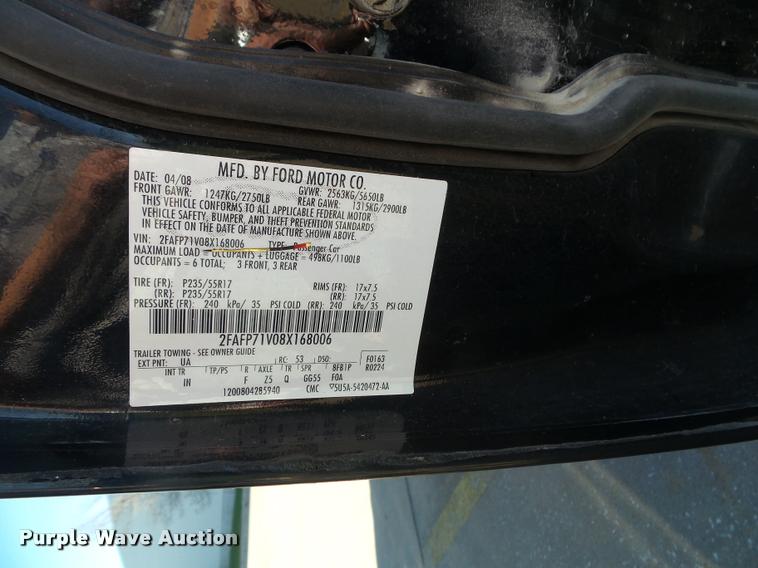 MFD. BY FORD MOTOR CO.
DATE: 04/08 GVWR: 2563KG/5650LB
FRONT GAWR: 1247KG/2750LB REAR GAWR: 1315KG/2900LB
THIS VEHICLE CONFORMS TO ALL APPLICABLE FEDERAL MOTOR
VEHICLE SAFETY, BUMPER, AND THEFT PREVENTION STANDARDS
IN EFFECT ON THE DATE OF MANUFACTURE SHOWN ABOVE.
VIN: 2FAFP71V08X168006 TYPE: Passenger Car
MAXIMUM LOAD = OCCUPANTS + LUGGAGE = 498KG/1100LB
OCCUPANTS = 6 TOTAL; 3 FRONT, 3 REAR
TIRE (FR): P235/55R17 RIMS (FR): 17x7.5
(RR): P235/55R17 (RR): 17x7.5
PRESSURE (FR): 240 kPa/ 35 PSI COLD (RR): 240 kPa/ 35 PSI COLD
2FAFP71V08X168006
TRAILER TOWING - SEE OWNER GUIDE
EXT PNT: UA RC: 53 DSO: F0163
INT TR TP/PS R AXLE TR SPR 8FB1P R0224
IN F Z5 Q GG55 F0A
1200804285940 CMC 5U5A-5420472-AA
Purple Wave Auction